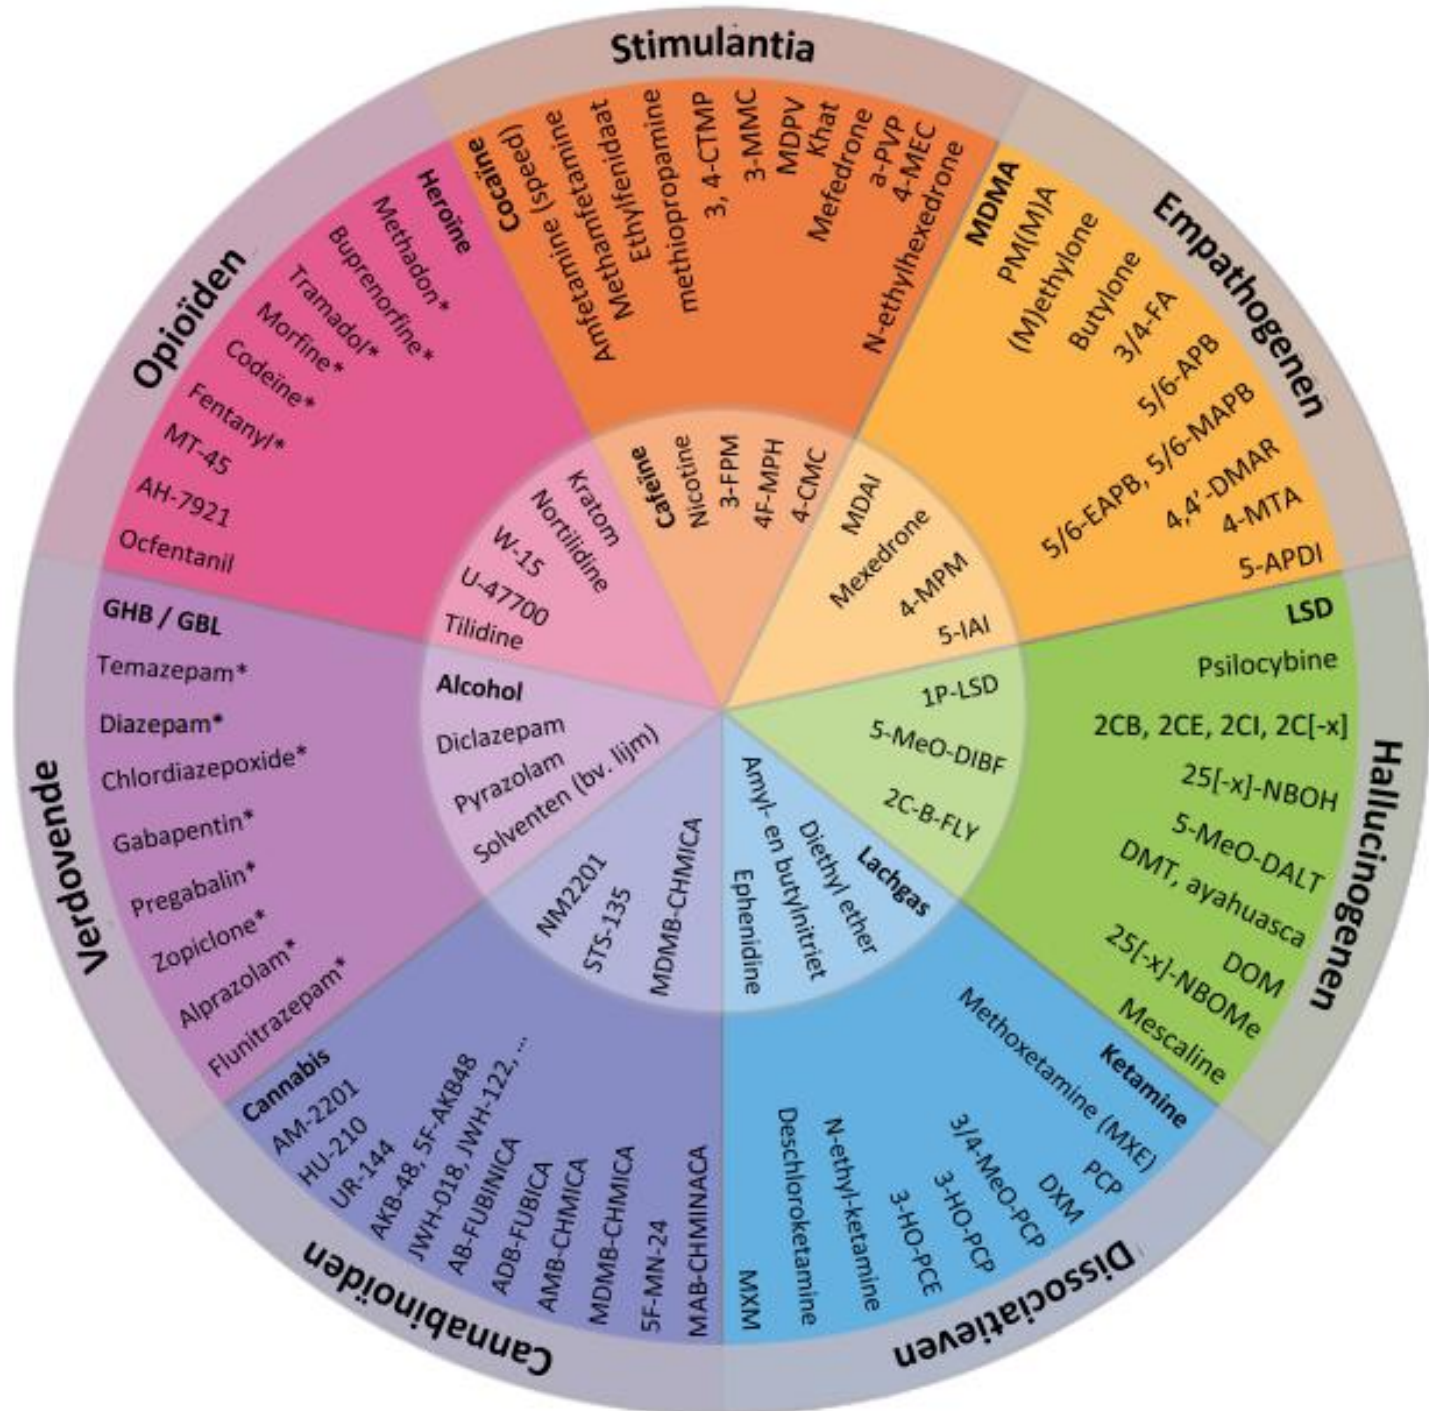 Stimulantia
Cocaïne
Amfetamine (speed)
Methamfetamine
Ethylfenidaat
methiopropamine
3, 4-CTMP
3-MMC
MDPV
Khat
Mefedrone
a-PVP
4-MEC
N-ethylhexedrone
Cafeïne
Nicotine
3-FPM
4F-MPH
4-CMC
Empathogenen
MDMA
PM(M)A
(M)ethylone
Butylone
3/4-FA
5/6-APB
5/6-EAPB, 5/6-MAPB
4,4'-DMAR
4-MTA
5-APDI
MDAI
Mexedrone
4-MPM
5-IAI
Hallucinogenen
LSD
Psilocybine
2CB, 2CE, 2CI, 2C[-x]
25[-x]-NBOH
5-MeO-DALT
DMT, ayahuasca
DOM
25[-x]-NBOMe
Mescaline
1P-LSD
5-MeO-DIBF
2C-B-FLY
Dissociatieven
Ketamine
Methoxetamine (MXE)
PCP
DXM
3/4-MeO-PCP
3-HO-PCP
3-HO-PCE
N-ethyl-ketamine
Deschloroketamine
MXM
Lachgas
Diethyl ether
Amyl- en butylnitriet
Ephenidine
Cannabinoïden
Cannabis
AM-2201
HU-210
UR-144
AKB-48, 5F-AKB48
JWH-018, JWH-122, ...
AB-FUBINICA
ADB-FUBICA
AMB-CHMICA
MDMB-CHMICA
5F-MN-24
MAB-CHMINACA
NM2201
STS-135
MDMB-CHMICA
Verdovende
GHB / GBL
Temazepam*
Diazepam*
Chlordiazepoxide*
Gabapentin*
Pregabalin*
Zopiclone*
Alprazolam*
Flunitrazepam*
Alcohol
Diclazepam
Pyrazolam
Solventen (bv. lijm)
Opioïden
Heroïne
Methadon*
Buprenorfine*
Tramadol*
Morfine*
Codeïne*
Fentanyl*
MT-45
AH-7921
Ocfentanil
Kratom
Nortilidine
W-15
U-47700
Tilidine